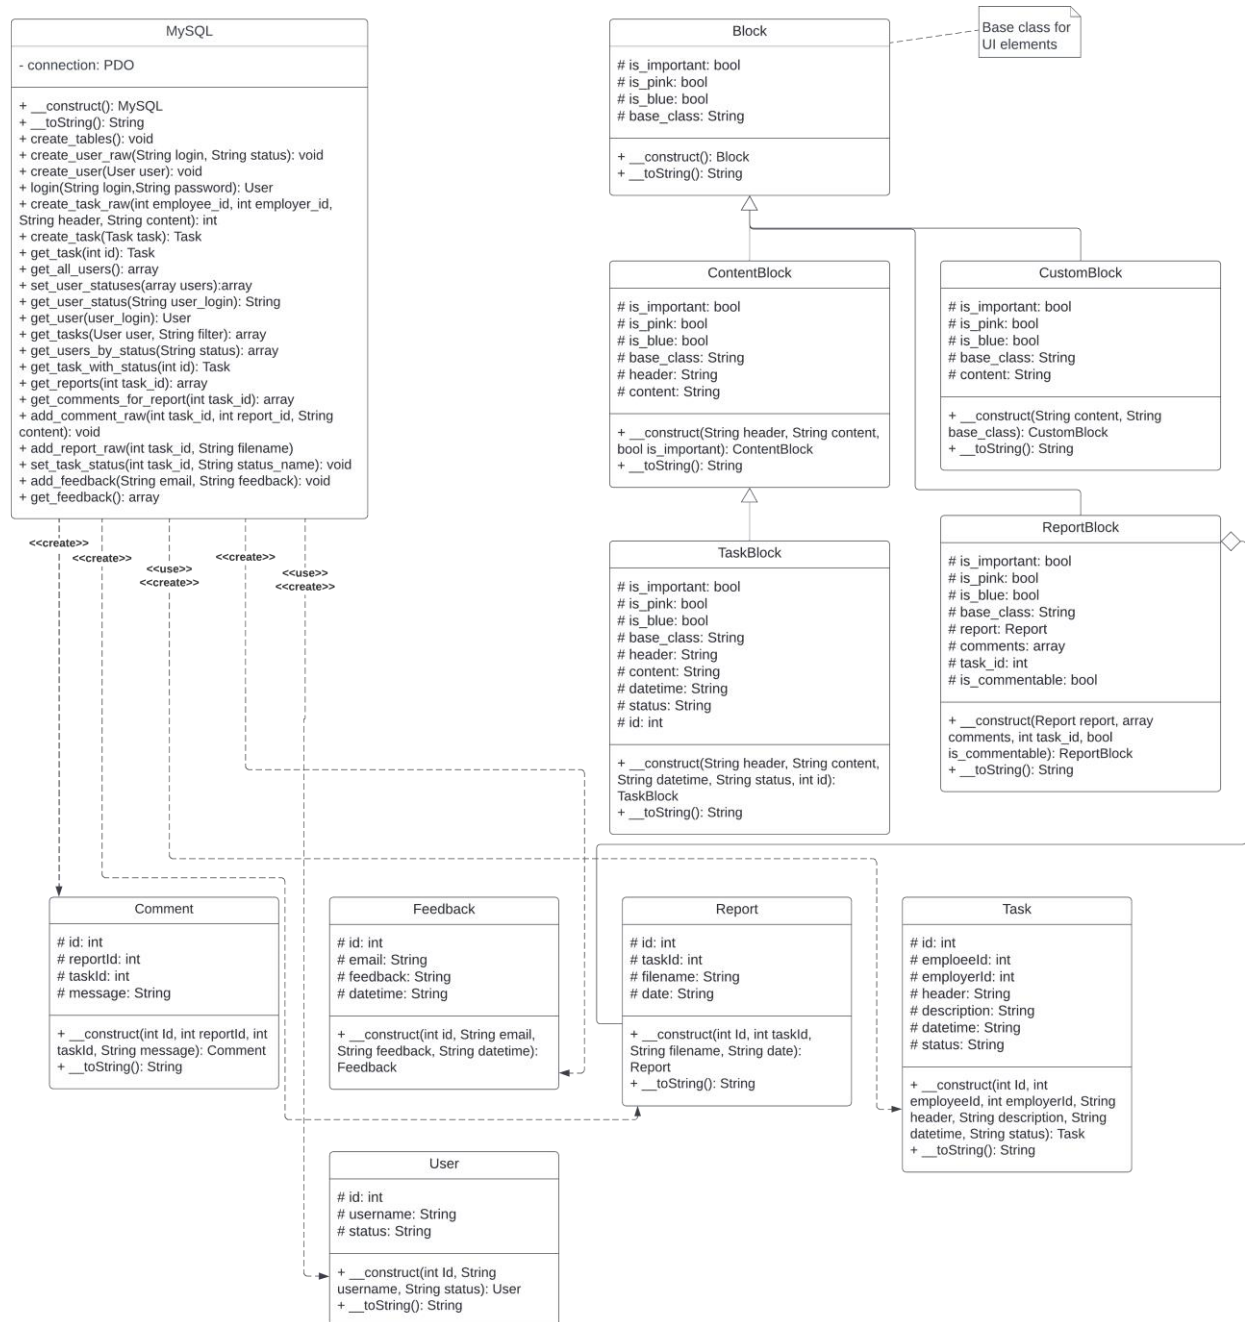 MySQL
- connection: PDO
+ __construct(): MySQL
+ __toString(): String
+ create_tables(): void
+ create_user_raw(String login, String status): void
+ create_user(User user): void
+ login(String login,String password): User
+ create_task_raw(int employee_id, int employer_id,
String header, String content): int
+ create_task(Task task): Task
+ get_task(int id): Task
+ get_all_users(): array
+ set_user_statuses(array users):array
+ get_user_status(String user_login): String
+ get_user(user_login): User
+ get_tasks(User user, String filter): array
+ get_users_by_status(String status): array
+ get_task_with_status(int id): Task
+ get_reports(int task_id): array
+ get_comments_for_report(int task_id): array
+ add_comment_raw(int task_id, int report_id, String
content): void
+ add_report_raw(int task_id, String filename)
+ set_task_status(int task_id, String status_name): void
+ add_feedback(String email, String feedback): void
+ get_feedback(): array
<<create>>
<<create>>
<<use>>
<<create>>
<<create>>
<<use>>
<<create>>
Block
# is_important: bool
# is_pink: bool
# is_blue: bool
# base_class: String
+ __construct(): Block
+ __toString(): String
Base class for
UI elements
ContentBlock
# is_important: bool
# is_pink: bool
# is_blue: bool
# base_class: String
# header: String
# content: String
+ __construct(String header, String content,
bool is_important): ContentBlock
+ __toString(): String
CustomBlock
# is_important: bool
# is_pink: bool
# is_blue: bool
# base_class: String
# content: String
+ __construct(String content, String
base_class): CustomBlock
+ __toString(): String
TaskBlock
# is_important: bool
# is_pink: bool
# is_blue: bool
# base_class: String
# header: String
# content: String
# datetime: String
# status: String
# id: int
+ __construct(String header, String content,
String datetime, String status, int id):
TaskBlock
+ __toString(): String
ReportBlock
# is_important: bool
# is_pink: bool
# is_blue: bool
# base_class: String
# report: Report
# comments: array
# task_id: int
# is_commentable: bool
+ __construct(Report report, array
comments, int task_id, bool
is_commentable): ReportBlock
+ __toString(): String
Comment
# id: int
# reportId: int
# taskId: int
# message: String
+ __construct(int Id, int reportId, int
taskId, String message): Comment
+ __toString(): String
Feedback
# id: int
# email: String
# feedback: String
# datetime: String
+ __construct(int id, String email,
String feedback, String datetime):
Feedback
Report
# id: int
# taskId: int
# filename: String
# date: String
+ __construct(int Id, int taskId,
String filename, String date):
Report
+ __toString(): String
Task
# id: int
# emploeeId: int
# employerId: int
# header: String
# description: String
# datetime: String
# status: String
+ __construct(int Id, int
employeeId, int employerId, String
header, String description, String
datetime, String status): Task
+ __toString(): String
User
# id: int
# username: String
# status: String
+ __construct(int Id, String
username, String status): User
+ __toString(): String